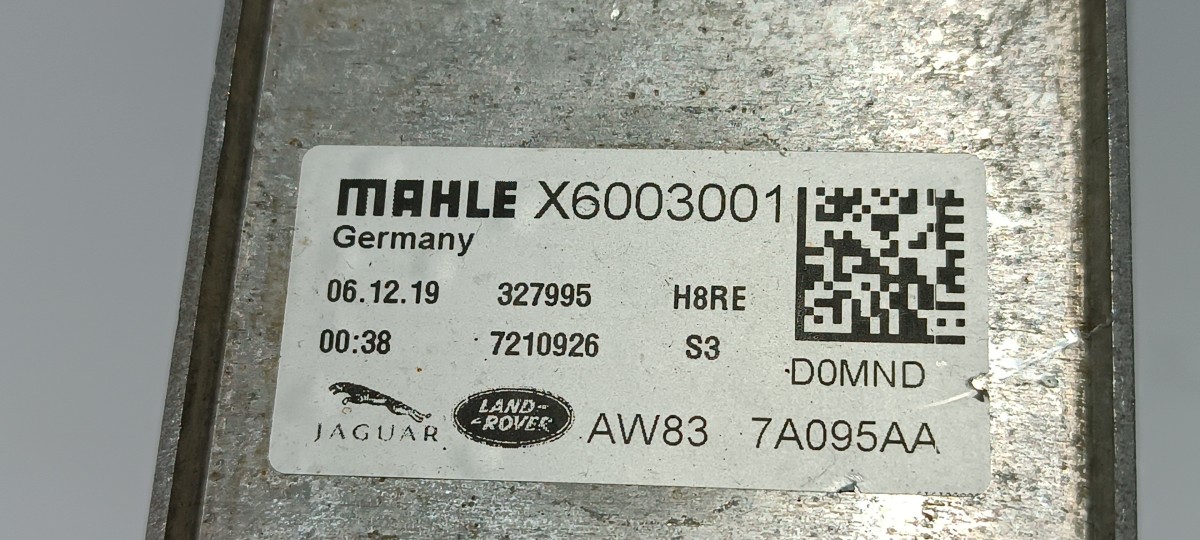 MAHLE X6003001
Germany
06.12.19 327995 H8RE
00:38 7210926 S3
D0MND
JAGUAR LAND-
-ROVER AW83 7A095AA